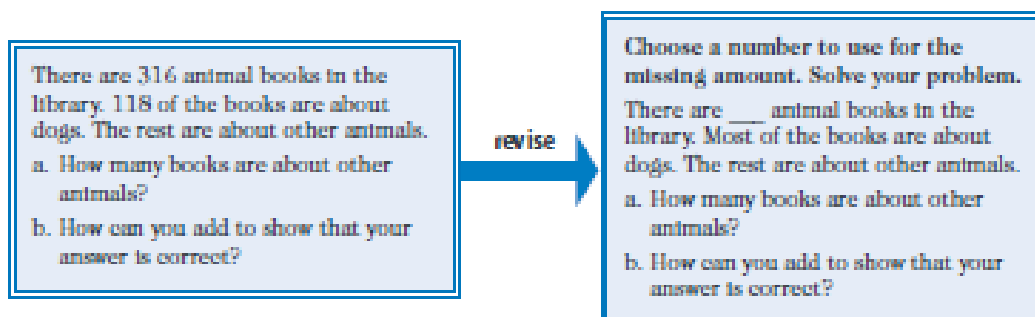 There are 316 animal books in the
library. 118 of the books are about
dogs. The rest are about other animals.
a. How many books are about other
animals?
b. How can you add to show that your
answer is correct?
revise
Choose a number to use for the
missing amount. Solve your problem.
There are ___ animal books in the
library. Most of the books are about
dogs. The rest are about other animals.
a. How many books are about other
animals?
b. How can you add to show that your
answer is correct?